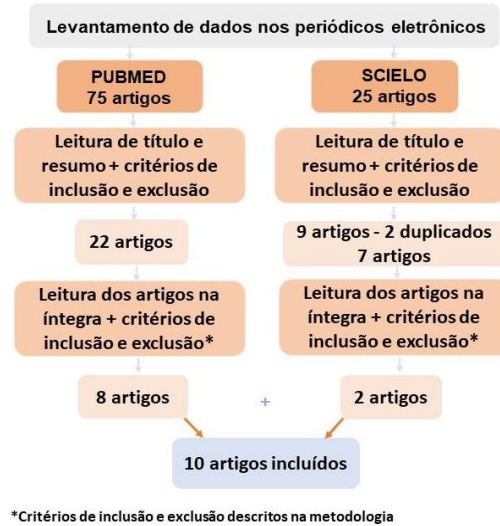 Levantamento de dados nos periódicos eletrônicos
PUBMED
75 artigos
SCIELO
25 artigos
Leitura de título e
resumo + critérios de
inclusão e exclusão
Leitura de título e
resumo + critérios de
inclusão e exclusão
22 artigos
9 artigos - 2 duplicados
7 artigos
Leitura dos artigos na
íntegra + critérios de
inclusão e exclusão*
Leitura dos artigos na
íntegra + critérios de
inclusão e exclusão*
8 artigos
+
2 artigos
10 artigos incluídos
*Critérios de inclusão e exclusão descritos na metodologia